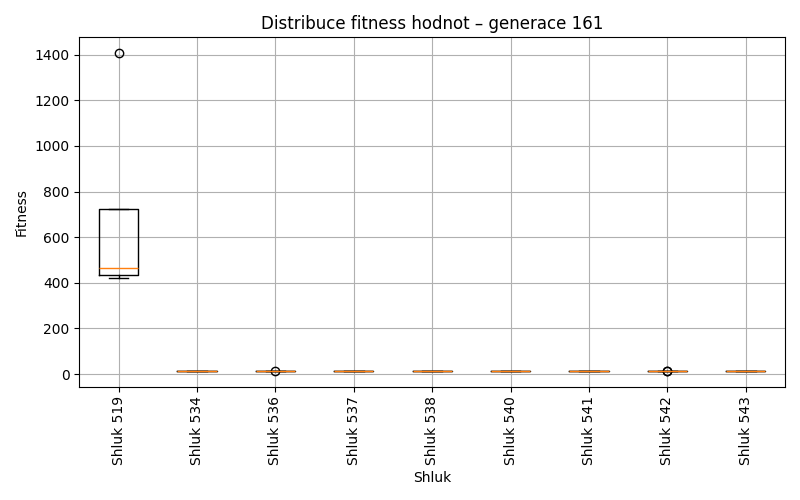 Distribuce fitness hodnot – generace 161
Fitness
1400
1200
1000
800
600
400
200
0
Shluk 519
Shluk 534
Shluk 536
Shluk 537
Shluk 538
Shluk 540
Shluk 541
Shluk 542
Shluk 543
Shluk